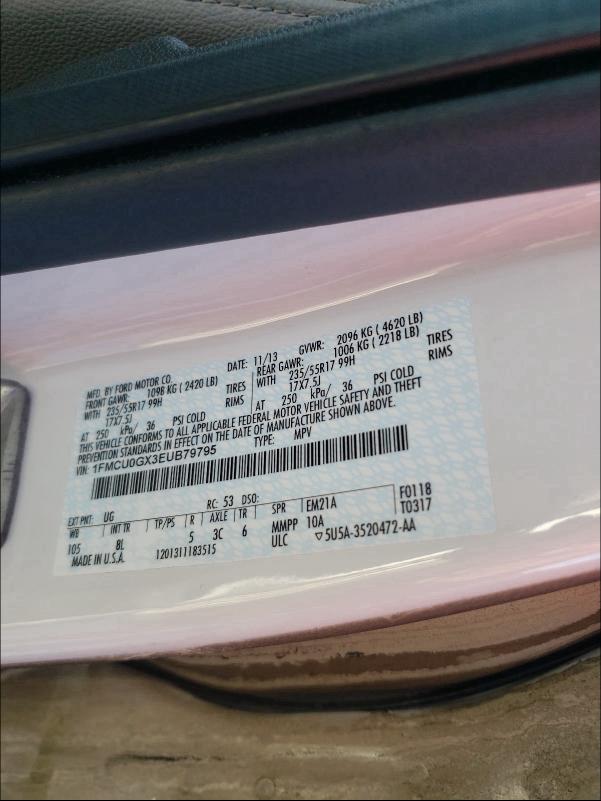 MFD. BY FORD MOTOR CO.
DATE: 11/13 GVWR: 2096 KG ( 4620 LB)
FRONT GAWR: 1098 KG ( 2420 LB) REAR GAWR: 1006 KG ( 2218 LB)
WITH 235/55R17 99H TIRES WITH 235/55R17 99H TIRES
17X7.5J RIMS 17X7.5J RIMS
AT 250 kPa/ 36 PSI COLD AT 250 kPa/ 36 PSI COLD
THIS VEHICLE CONFORMS TO ALL APPLICABLE FEDERAL MOTOR VEHICLE SAFETY AND THEFT
PREVENTION STANDARDS IN EFFECT ON THE DATE OF MANUFACTURE SHOWN ABOVE.
VIN: 1FMCU0GX3EUB79795 TYPE: MPV
EXT PNT: UG RC: 53 DSO:
WB INT TR TP/PS R AXLE TR SPR EM21A F0118
105 8L 5 3C 6 MMPP 10A T0317
MADE IN U.S.A. 1201311183515 ULC ▽5U5A-3520472-AA